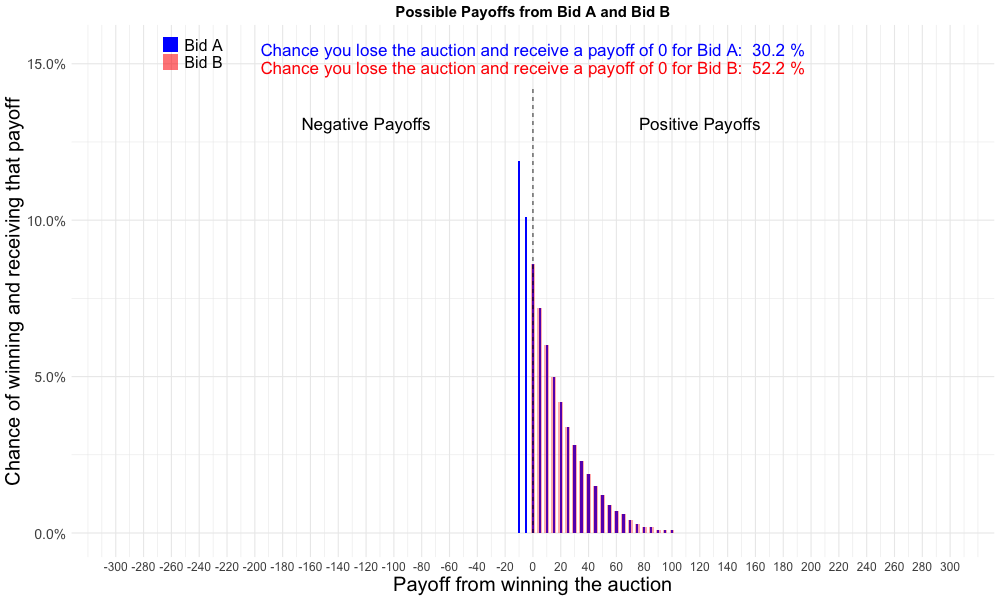 Possible Payoffs from Bid A and Bid B
Bid A
Bid B
Chance you lose the auction and receive a payoff of 0 for Bid A:  30.2 %
Chance you lose the auction and receive a payoff of 0 for Bid B:  52.2 %
Negative Payoffs
Positive Payoffs
Chance of winning and receiving that payoff
15.0%
10.0%
5.0%
0.0%
-300 -280 -260 -240 -220 -200 -180 -160 -140 -120 -100 -80 -60 -40 -20 0 20 40 60 80 100 120 140 160 180 200 220 240 260 280 300
Payoff from winning the auction